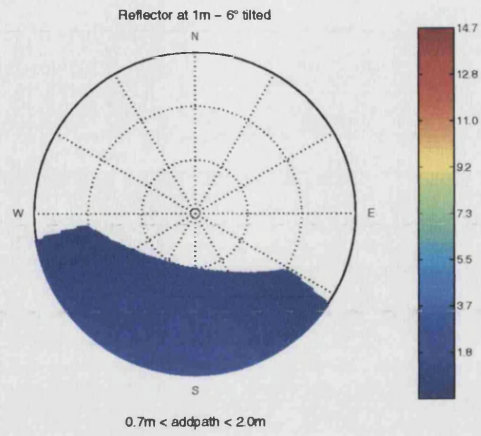 Reflector at 1m – 6° tilted
N
W
E
S
14.7
12.8
11.0
9.2
7.3
5.5
3.7
1.8
0.7m < addpath < 2.0m